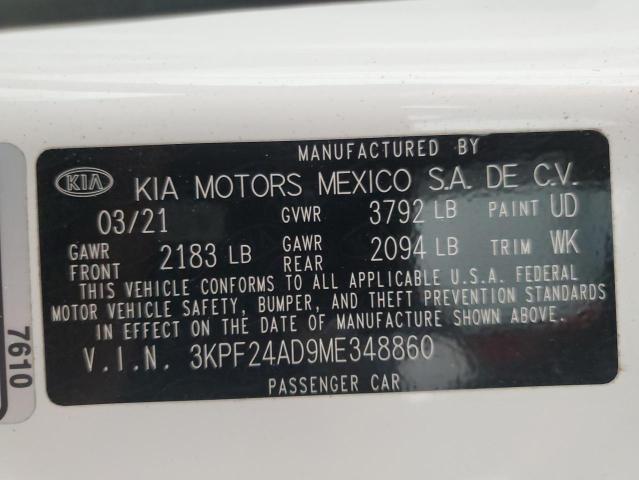 MANUFACTURED BY
KIA KIA MOTORS MEXICO S.A. DE C.V.
03/21 GVWR 3792 LB PAINT UD
GAWR FRONT 2183 LB GAWR REAR 2094 LB TRIM WK
THIS VEHICLE CONFORMS TO ALL APPLICABLE U.S.A. FEDERAL
MOTOR VEHICLE SAFETY, BUMPER, AND THEFT PREVENTION STANDARDS
IN EFFECT ON THE DATE OF MANUFACTURE SHOWN ABOVE.
V.I.N. 3KPF24AD9ME348860
PASSENGER CAR
7610